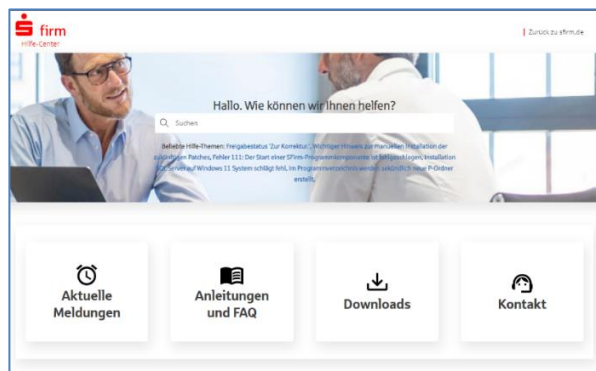 firm
Hilfe-Center
Zurück zu sfirm.de
Hallo. Wie können wir Ihnen helfen?
Suchen
Beliebte Hilfe-Themen: Freigabestatus 'Zur Korrektur', Wichtiger Hinweis zur manuellen Installation der
zukünftigen Patches, Fehler 111: Der Start einer SFirm-Programmkomponente ist fehlgeschlagen, Installation
SQL Server auf Windows 11 System schlägt fehl, Im Programmverzeichnis werden sekündlich neue P-Ordner
erstellt,
Aktuelle
Meldungen
Anleitungen
und FAQ
Downloads
Kontakt